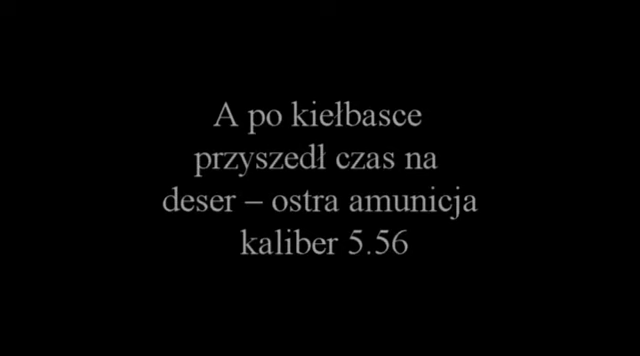 A po kiełbasce
przyszedł czas na
deser – ostra amunicja
kaliber 5.56